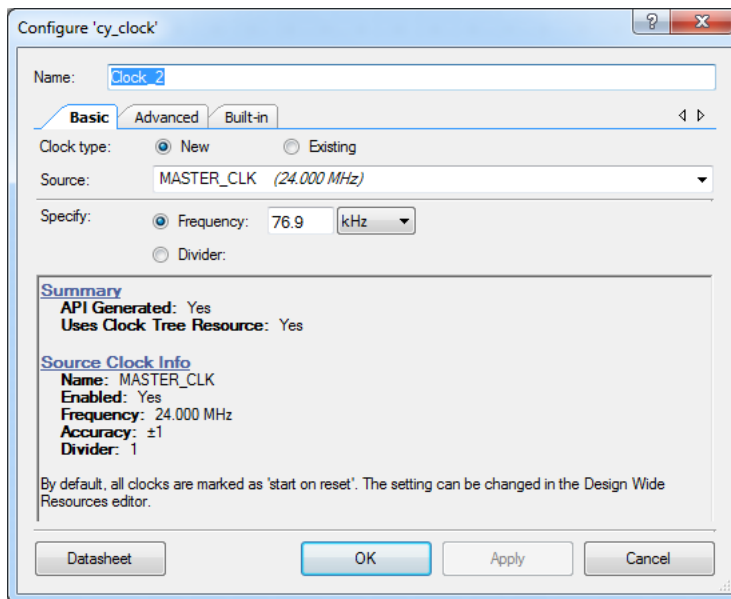 Configure 'cy_clock'
? X
Name: Clock_2
Basic Advanced Built-in
Clock type: New Existing
Source: MASTER_CLK (24.000 MHz)
Specify: Frequency: 76.9 kHz
Divider:
Summary
API Generated: Yes
Uses Clock Tree Resource: Yes
Source Clock Info
Name: MASTER_CLK
Enabled: Yes
Frequency: 24.000 MHz
Accuracy: ±1
Divider: 1
By default, all clocks are marked as 'start on reset'. The setting can be changed in the Design Wide
Resources editor.
Datasheet OK Apply Cancel